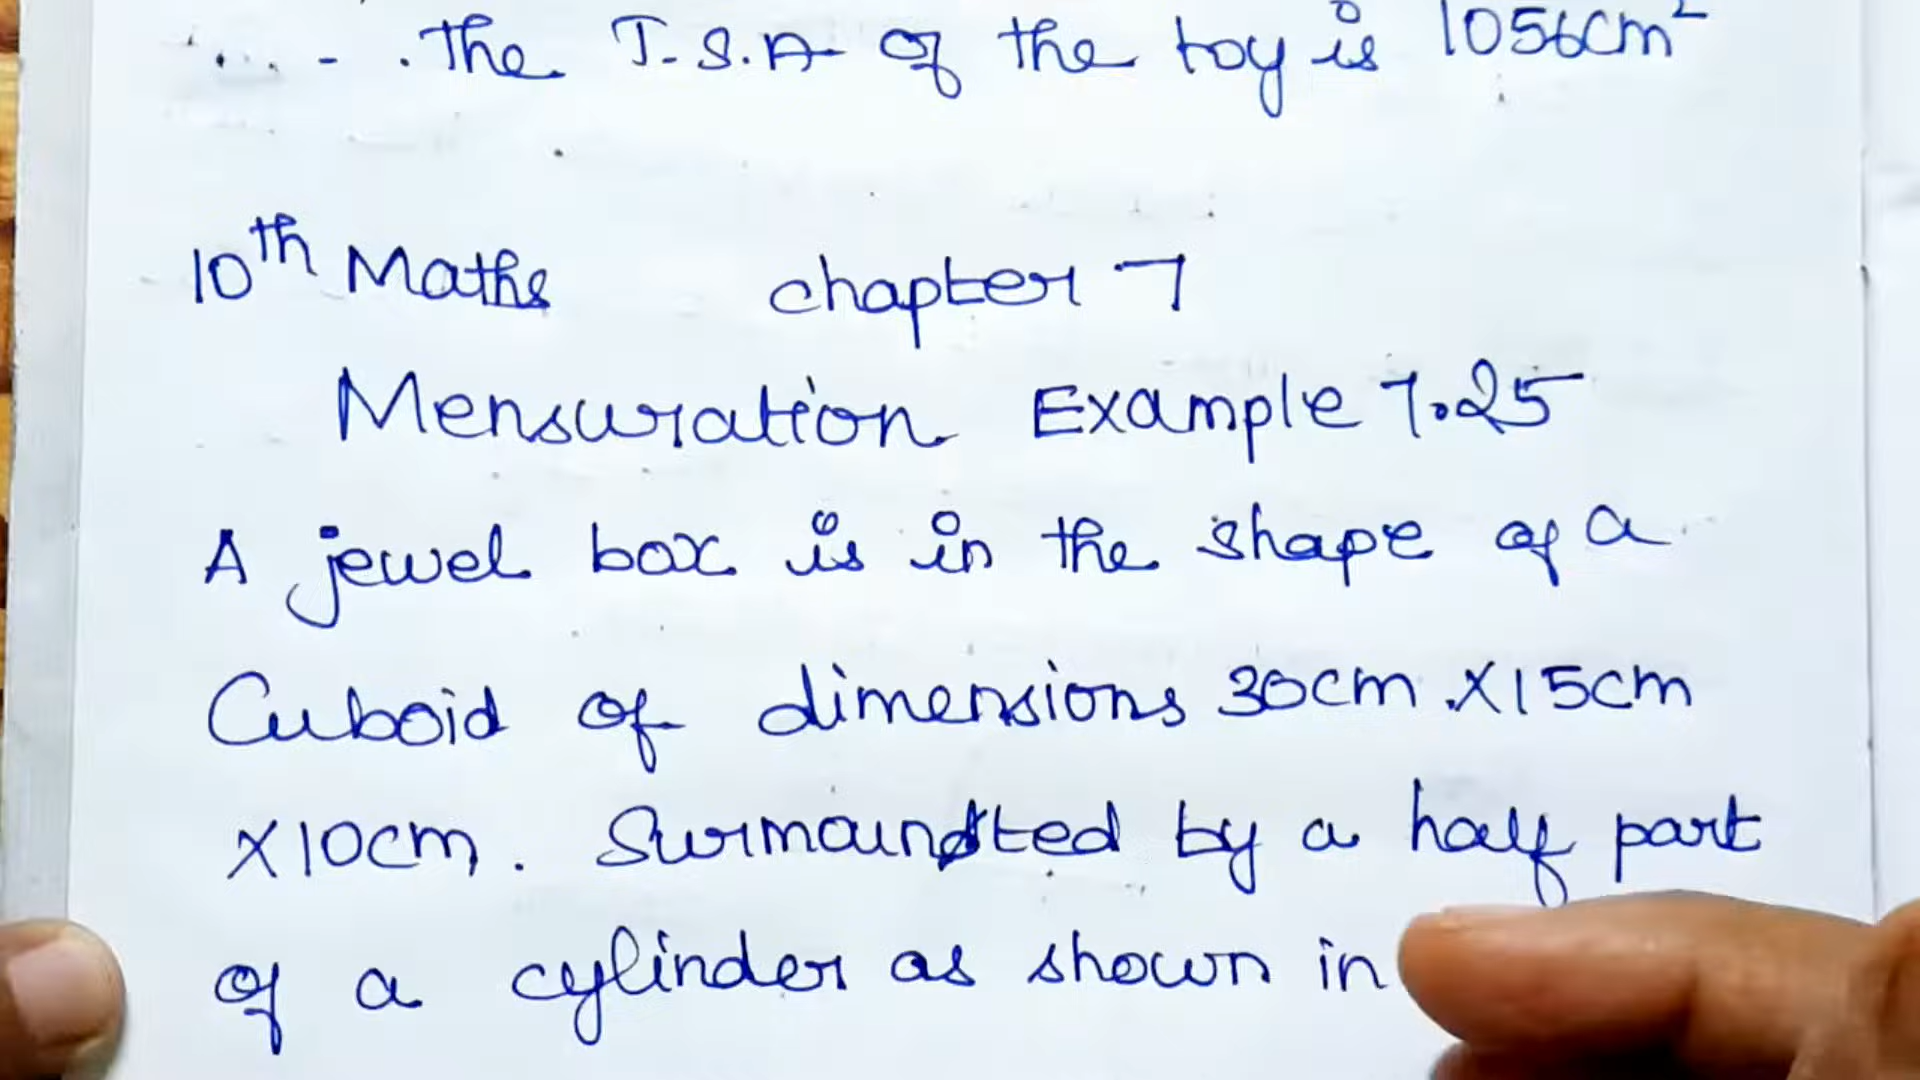 the T.S.A of the toy is 1056cm²
10th Maths chapter 7
Mensuration Example 7.25
A jewel box is in the shape of a
Cuboid of dimensions 30cm x15cm
x10cm. Surmounted by a half part
of a cylinder as shown in